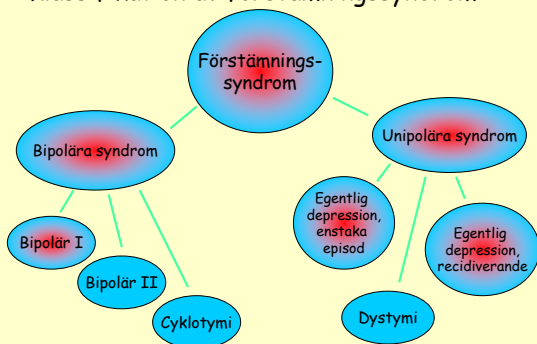 Förstämnings-
syndrom
Bipolära syndrom
Unipolära syndrom
Egentlig
depression,
enstaka
episod
Egentlig
depression,
recidiverande
Bipolär I
Bipolär II
Cyklotymi
Dystymi